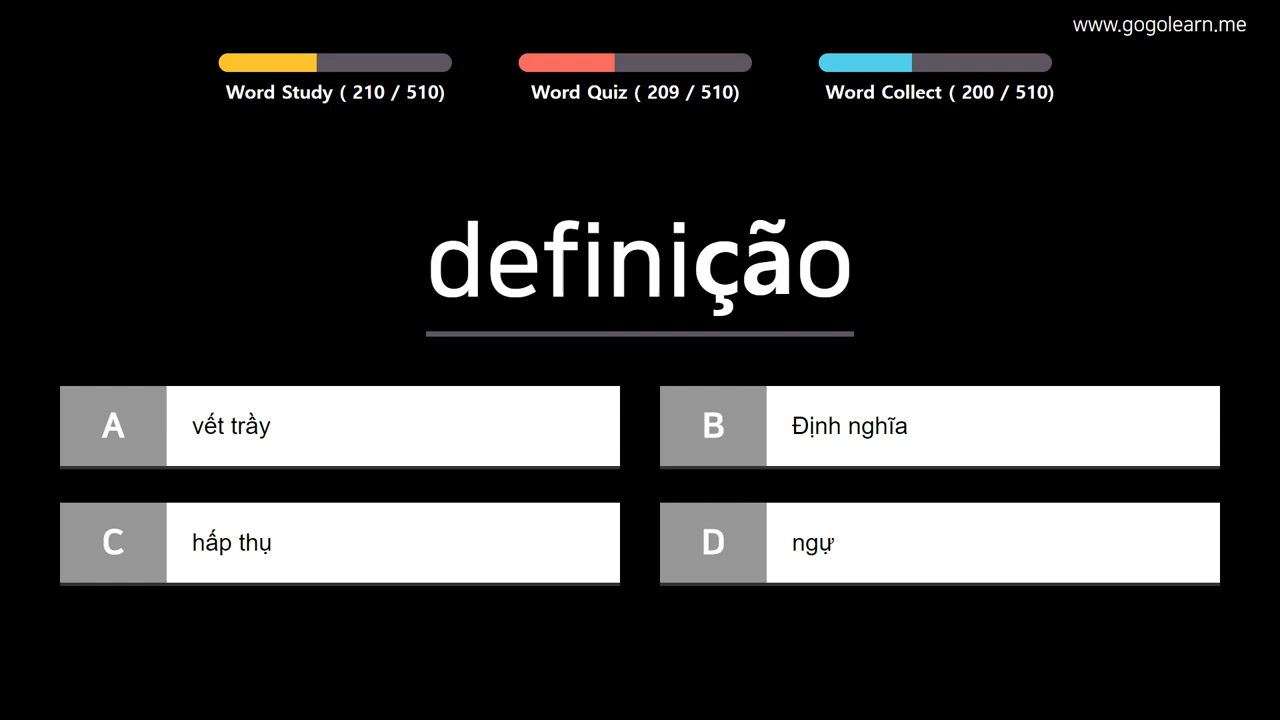 www.gogolearn.me
Word Study ( 210 / 510)
Word Quiz ( 209 / 510)
Word Collect ( 200 / 510)
definição
A vết trầy
B Định nghĩa
C hấp thụ
D ngự